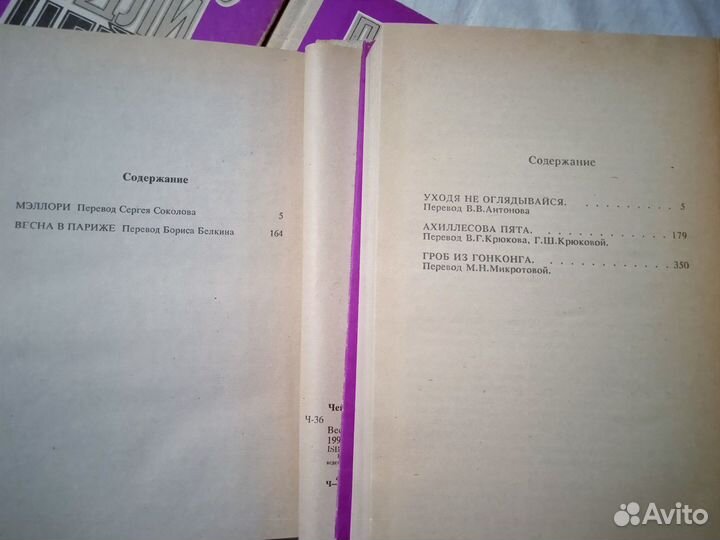 Содержание
МЭЛЛОРИ Перевод Сергея Соколова 5
ВЕСНА В ПАРИЖЕ Перевод Бориса Белкина 164
Ч-36
Содержание
УХОДЯ НЕ ОГЛЯДЫВАЙСЯ. 5
Перевод В.В.Антонова
АХИЛЛЕСОВА ПЯТА. 179
Перевод В.Г.Крюкова, Г.Ш.Крюковой.
ГРОБ ИЗ ГОНКОНГА. 350
Перевод М.Н.Микротовой.
Avito